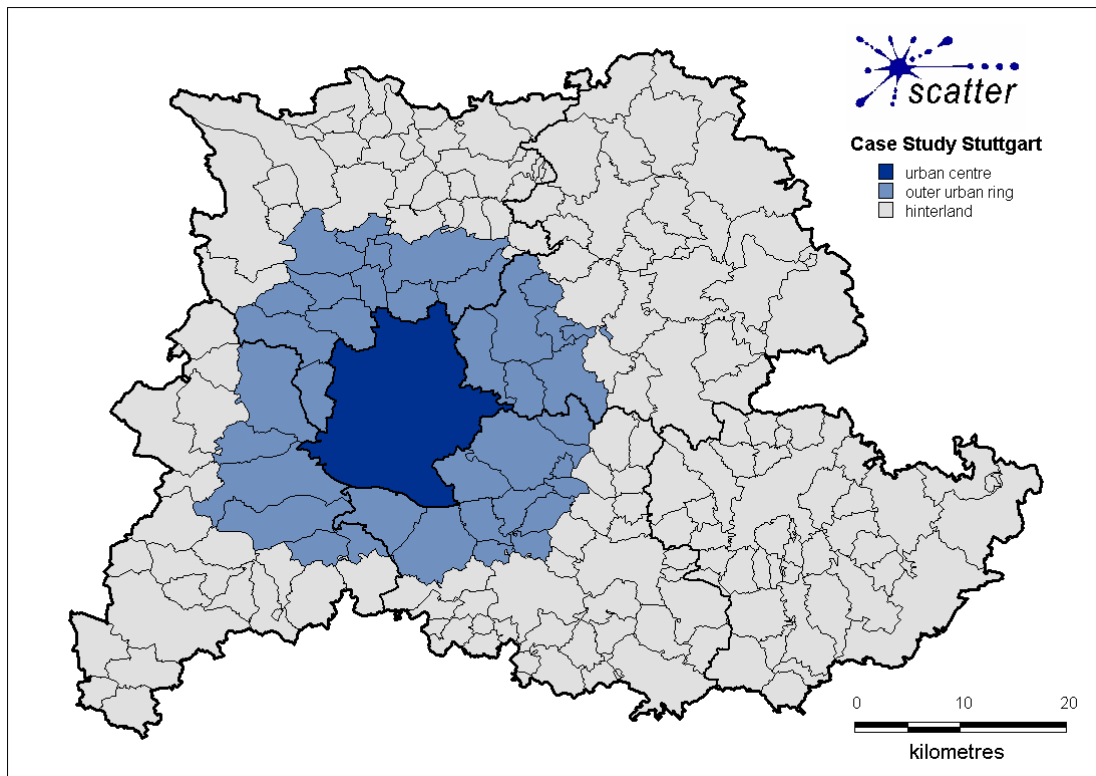 scatter
Case Study Stuttgart
urban centre
outer urban ring
hinterland
0 10 20
kilometres